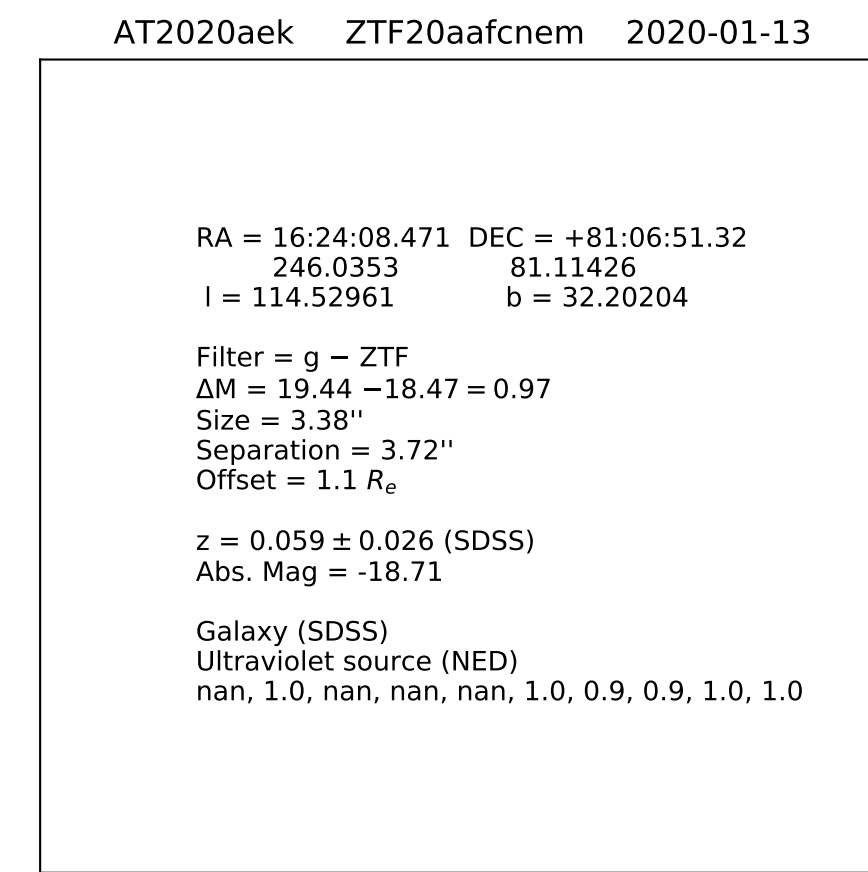 AT2020aek ZTF20aafcnem 2020-01-13
RA = 16:24:08.471 DEC = +81:06:51.32
246.0353 81.11426
l = 114.52961 b = 32.20204
Filter = g − ZTF
ΔM = 19.44 −18.47 = 0.97
Size = 3.38''
Separation = 3.72''
Offset = 1.1 Re
z = 0.059 ± 0.026 (SDSS)
Abs. Mag = -18.71
Galaxy (SDSS)
Ultraviolet source (NED)
nan, 1.0, nan, nan, nan, 1.0, 0.9, 0.9, 1.0, 1.0